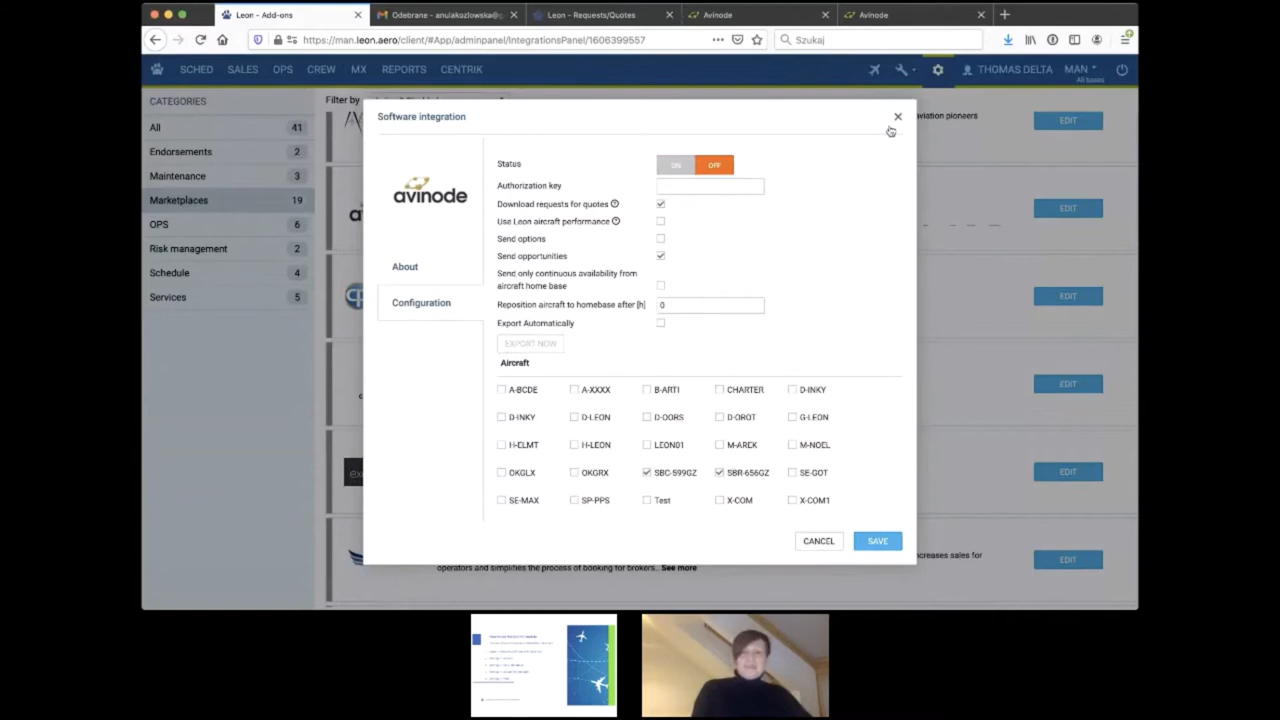 Leon - Add-ons
Odebrane - anulakozlowska@g
Leon - Requests/Quotes
Avinode
Avinode
https://man.leon.aero/client/#App/adminpanel/IntegrationsPanel/1606399557
Szukaj
SCHED SALES OPS CREW MX REPORTS CENTRIK
THOMAS DELTA MAN
All bases
CATEGORIES
All 41
Endorsements 2
Maintenance 3
Marketplaces 19
OPS 6
Risk management 2
Schedule 4
Services 5
Filter by
aviation pioneers
EDIT
EDIT
EDIT
EDIT
EDIT
EDIT
Software integration
avinode
About
Configuration
Status ON OFF
Authorization key
Download requests for quotes
Use Leon aircraft performance
Send options
Send opportunities
Send only continuous availability from
aircraft home base
Reposition aircraft to homebase after [h] 0
Export Automatically
EXPORT NOW
Aircraft
A-BCDE A-XXXX B-ARTI CHARTER D-INKY
D-INKY D-LEON D-OORS D-OROT G-LEON
H-ELMT H-LEON LEON01 M-AREK M-NOEL
OKGLX OKGRX SBC-599GZ SBR-656GZ SE-GOT
SE-MAX SP-PPS Test X-COM X-COM1
CANCEL SAVE
increases sales for
operators and simplifies the process of booking for brokers.. See more